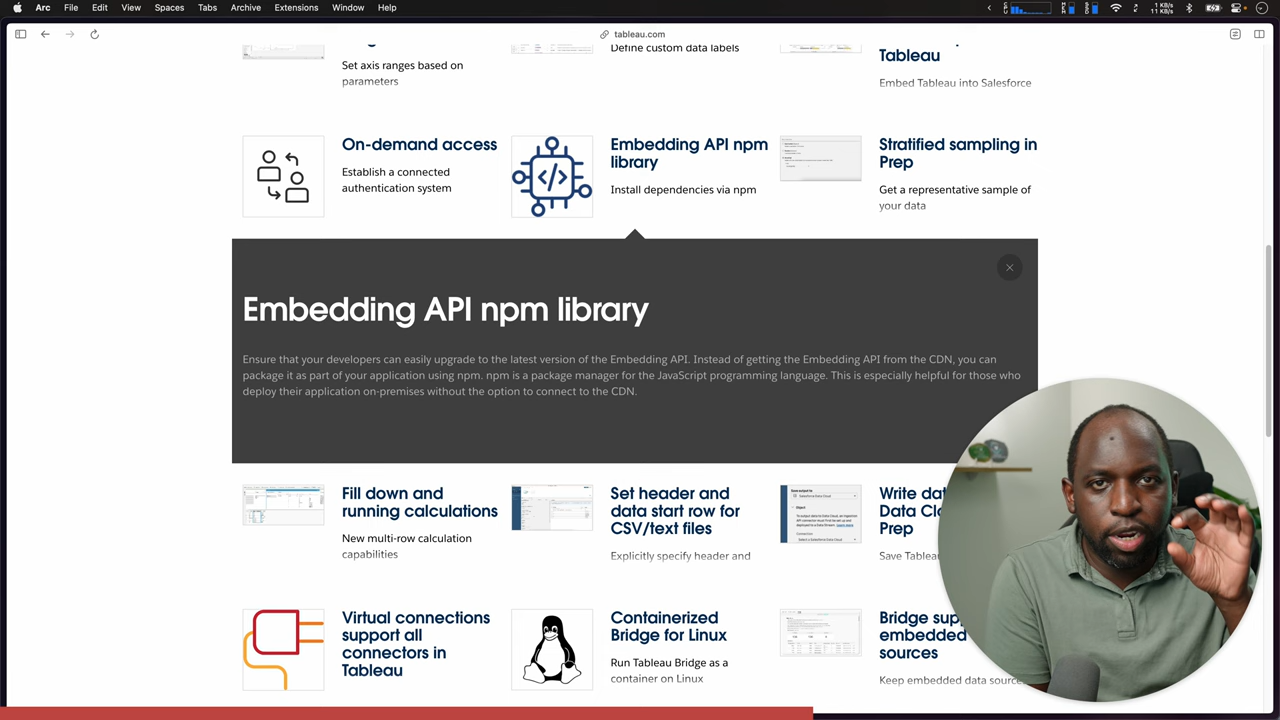 Arc File Edit View Spaces Tabs Archive Extensions Window Help
11 KB/s
tableau.com
Set axis ranges based on
parameters
Define custom data labels
Tableau
Embed Tableau into Salesforce
On-demand access
Establish a connected
authentication system
Embedding API npm
library
Install dependencies via npm
Stratified sampling in
Prep
Get a representative sample of
your data
Embedding API npm library
Ensure that your developers can easily upgrade to the latest version of the Embedding API. Instead of getting the Embedding API from the CDN, you can
package it as part of your application using npm. npm is a package manager for the JavaScript programming language. This is especially helpful for those who
deploy their application on-premises without the option to connect to the CDN.
Fill down and
running calculations
New multi-row calculation
capabilities
Set header and
data start row for
CSV/text files
Explicitly specify header and
Write dat
Data Clo
Prep
Save Tablea
Virtual connections
support all
connectors in
Tableau
Containerized
Bridge for Linux
Run Tableau Bridge as a
container on Linux
Bridge sup
embedded
sources
Keep embedded data source